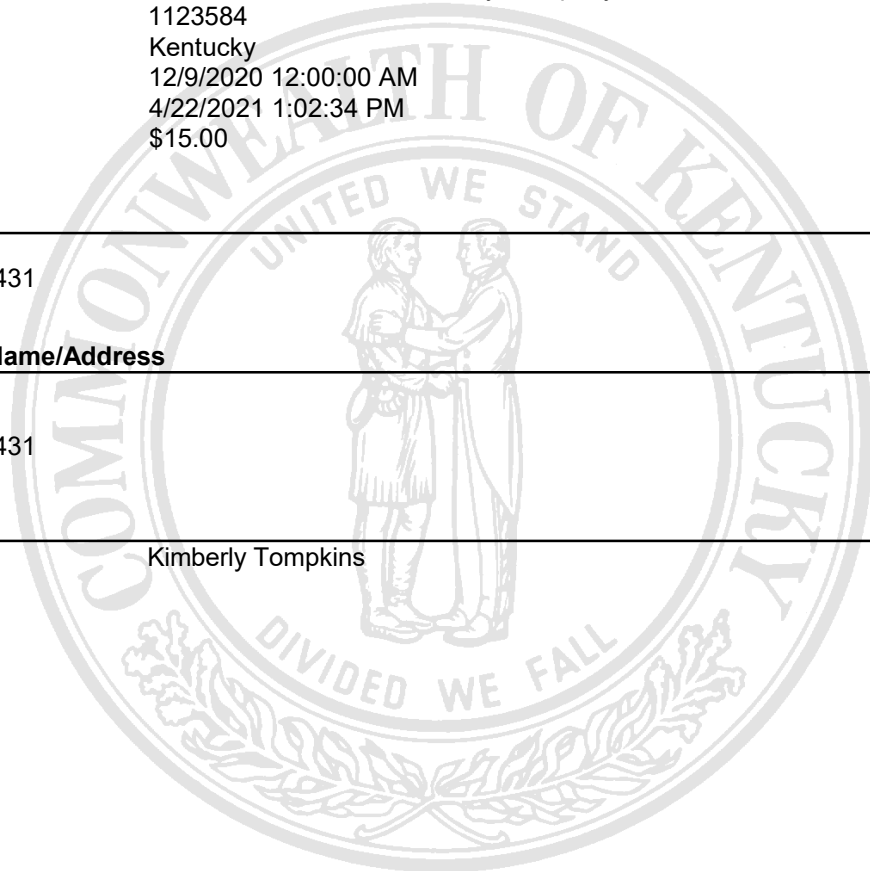 1123584
Kentucky
12/9/2020 12:00:00 AM
4/22/2021 1:02:34 PM
$15.00
COMMONWEALTH OF KENTUCKY
UNITED WE STAND
431
Name/Address
431
Kimberly Tompkins
DIVIDED WE FALL